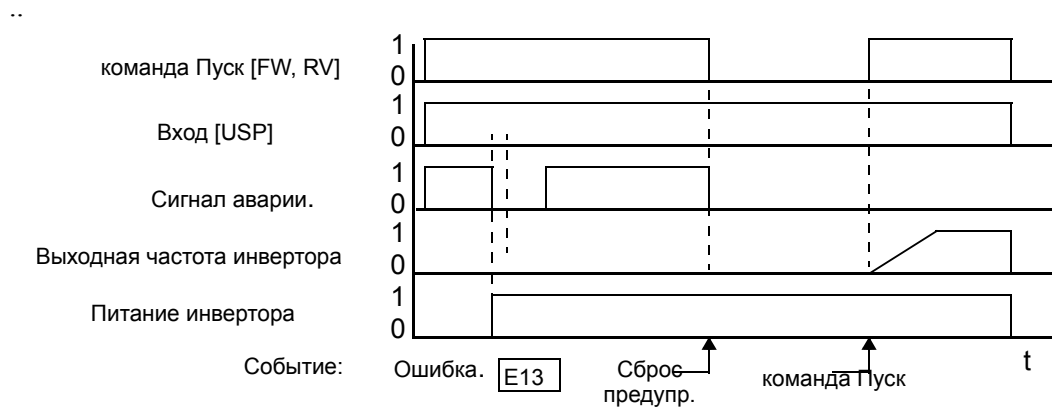 ..
команда Пуск [FW, RV]
1
0
Вход [USP]
1
0
Сигнал аварии.
1
0
Выходная частота инвертора
1
0
Питание инвертора
1
0
Событие: Ошибка. E13 Сброс предупр. команда Пуск t